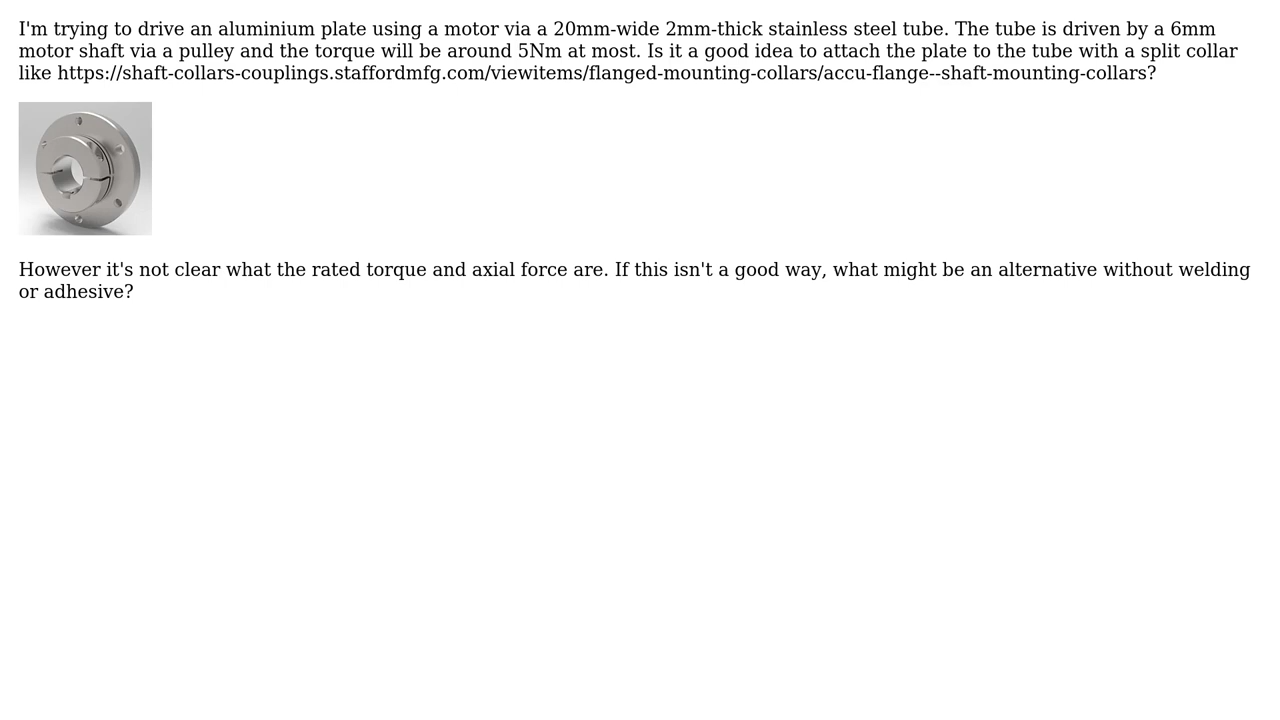 I'm trying to drive an aluminium plate using a motor via a 20mm-wide 2mm-thick stainless steel tube. The tube is driven by a 6mm
motor shaft via a pulley and the torque will be around 5Nm at most. Is it a good idea to attach the plate to the tube with a split collar
like https://shaft-collars-couplings.staffordmfg.com/viewitems/flanged-mounting-collars/accu-flange--shaft-mounting-collars?
However it's not clear what the rated torque and axial force are. If this isn't a good way, what might be an alternative without welding
or adhesive?